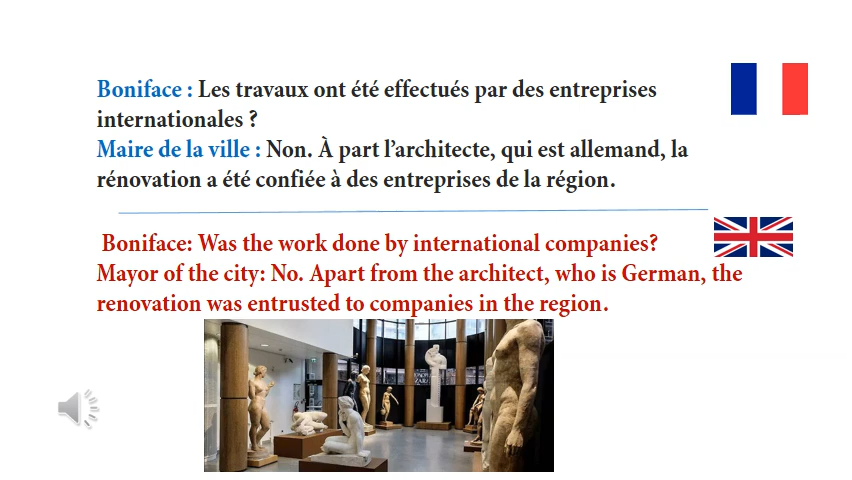 Boniface : Les travaux ont été effectués par des entreprises
internationales ?
Maire de la ville : Non. À part l’architecte, qui est allemand, la
rénovation a été confiée à des entreprises de la région.
Boniface: Was the work done by international companies?
Mayor of the city: No. Apart from the architect, who is German, the
renovation was entrusted to companies in the region.